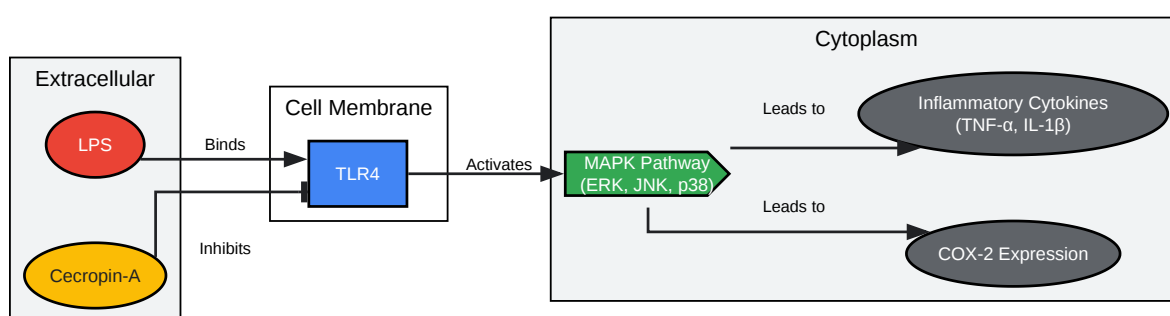 Extracellular
LPS
Cecropin-A
Binds
Inhibits
Cell Membrane
TLR4
Activates
Cytoplasm
MAPK Pathway
(ERK, JNK, p38)
Leads to
Inflammatory Cytokines
(TNF-α, IL-1β)
Leads to
COX-2 Expression